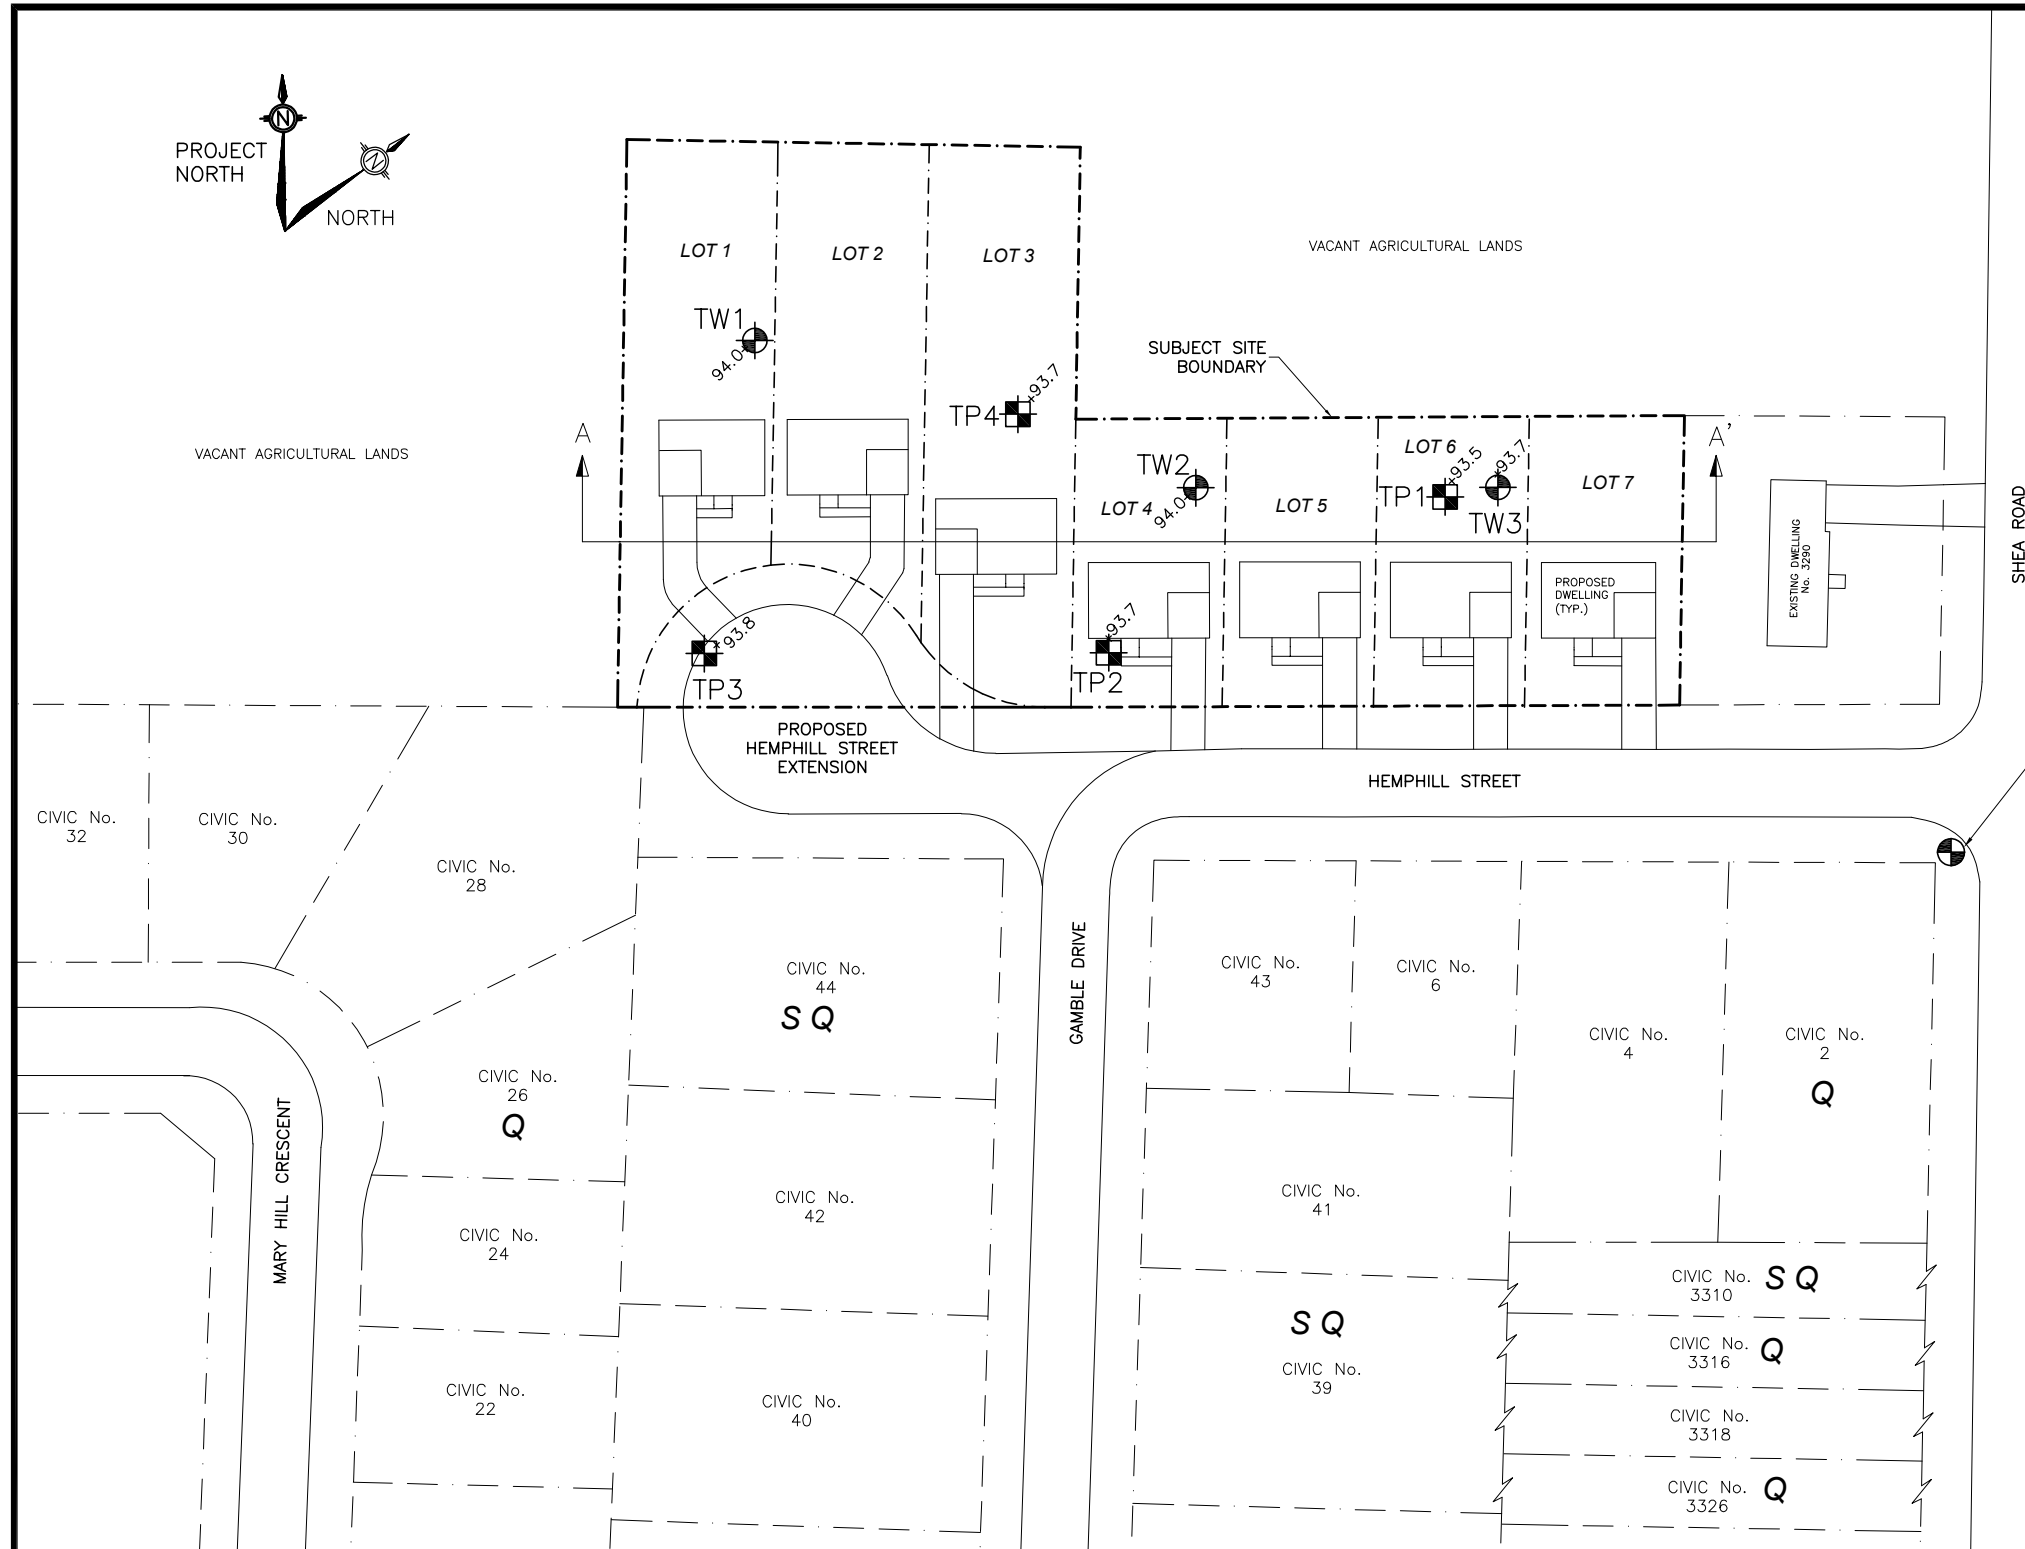 N
N
PROJECT
NORTH
NORTH
VACANT AGRICULTURAL LANDS
LOT 1
LOT 2
LOT 3
VACANT AGRICULTURAL LANDS
TW1
94.0
TP4
93.7
SUBJECT SITE
BOUNDARY
A
A'
TW2
94.0
LOT 4
LOT 5
LOT 6
93.5
93.7
TP1
TW3
LOT 7
EXISTING DWELLING
No. 3290
SHEA ROAD
PROPOSED
DWELLING
(TYP.)
93.8
TP3
93.7
TP2
PROPOSED
HEMPHILL STREET
EXTENSION
HEMPHILL STREET
CIVIC No.
32
CIVIC No.
30
CIVIC No.
28
CIVIC No.
44
S Q
GAMBLE DRIVE
CIVIC No.
43
CIVIC No.
6
CIVIC No.
4
CIVIC No.
2
Q
CIVIC No.
26
Q
MARY HILL CRESCENT
CIVIC No.
24
CIVIC No.
42
CIVIC No.
41
CIVIC No.
3310
S Q
S Q
CIVIC No.
39
CIVIC No.
3316
Q
CIVIC No.
22
CIVIC No.
40
CIVIC No.
3318
CIVIC No.
3326
Q